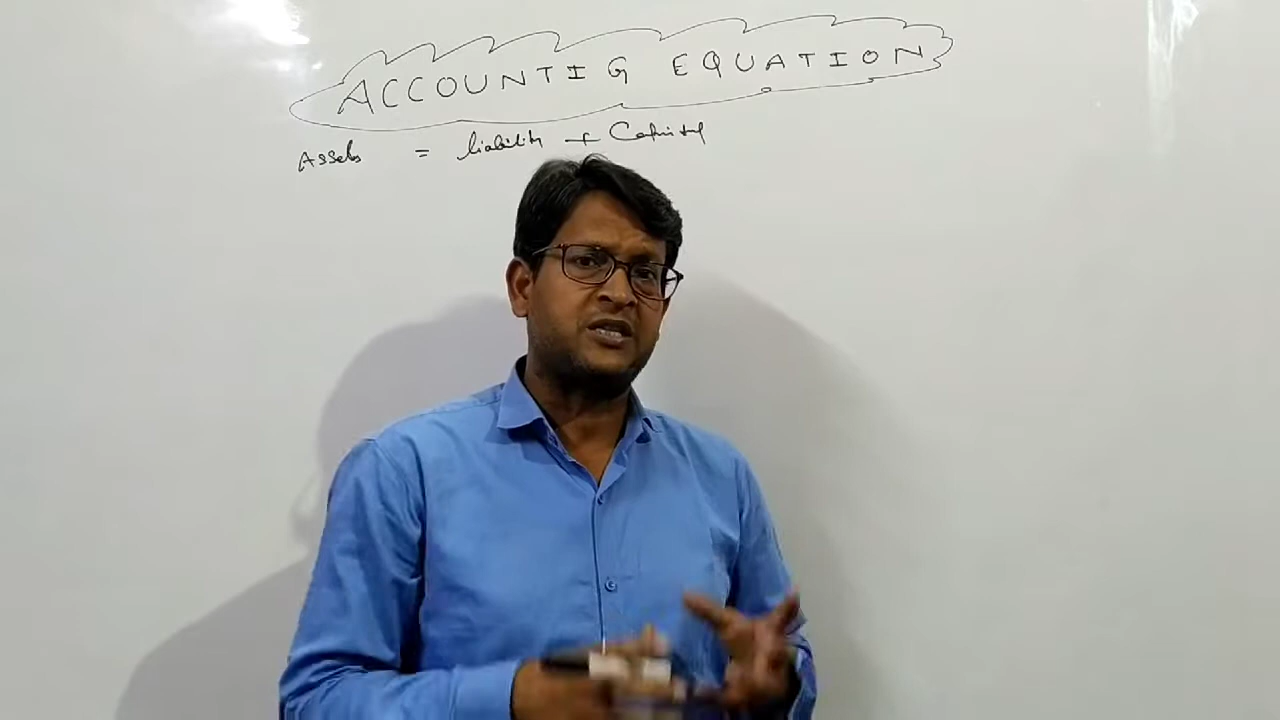 ACCOUNTIG EQUATION
Assets = liability + Capital